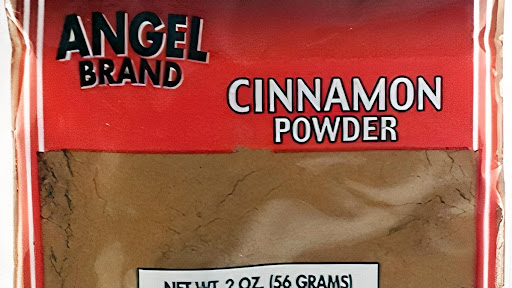 ANGEL
BRAND
CINNAMON
POWDER
NET WT. 2 OZ. (56 GRAMS)